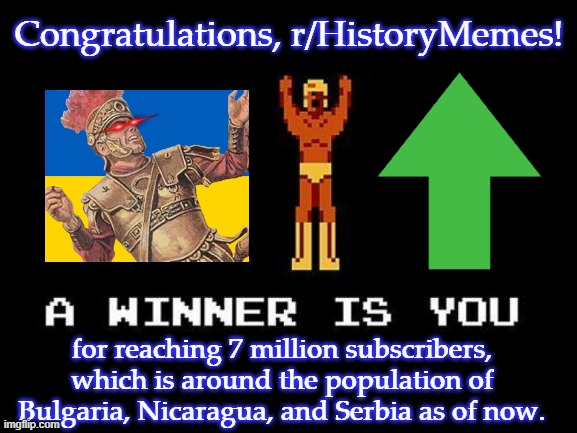 Congratulations, r/HistoryMemes!
A WINNER IS YOU
for reaching 7 million subscribers,
which is around the population of
Bulgaria, Nicaragua, and Serbia as of now.
imgflip.com